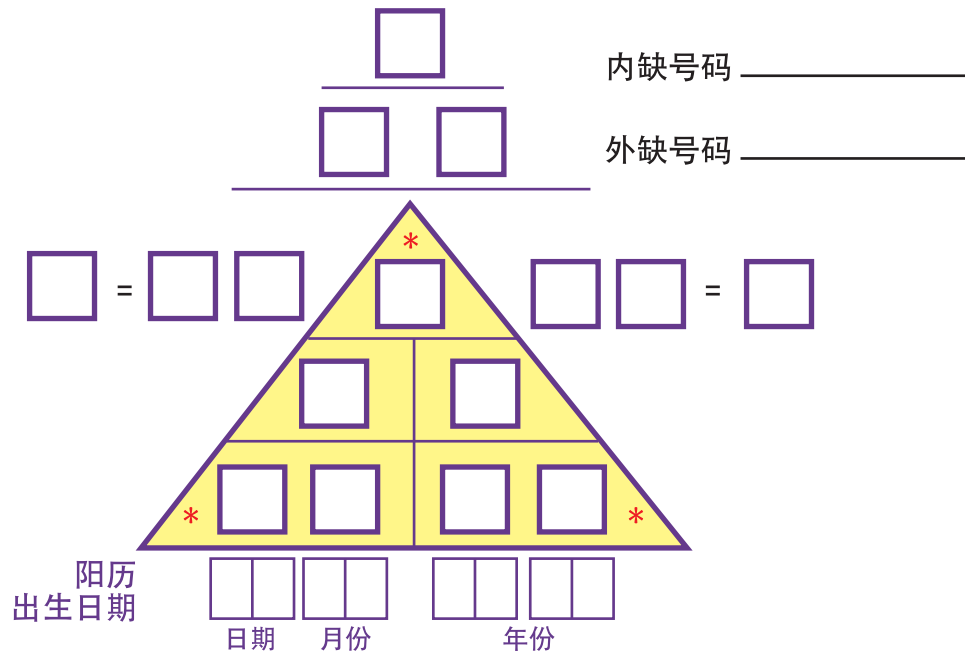 内缺号码
外缺号码
*
= =
* *
阳历
出生日期
日期 月份 年份